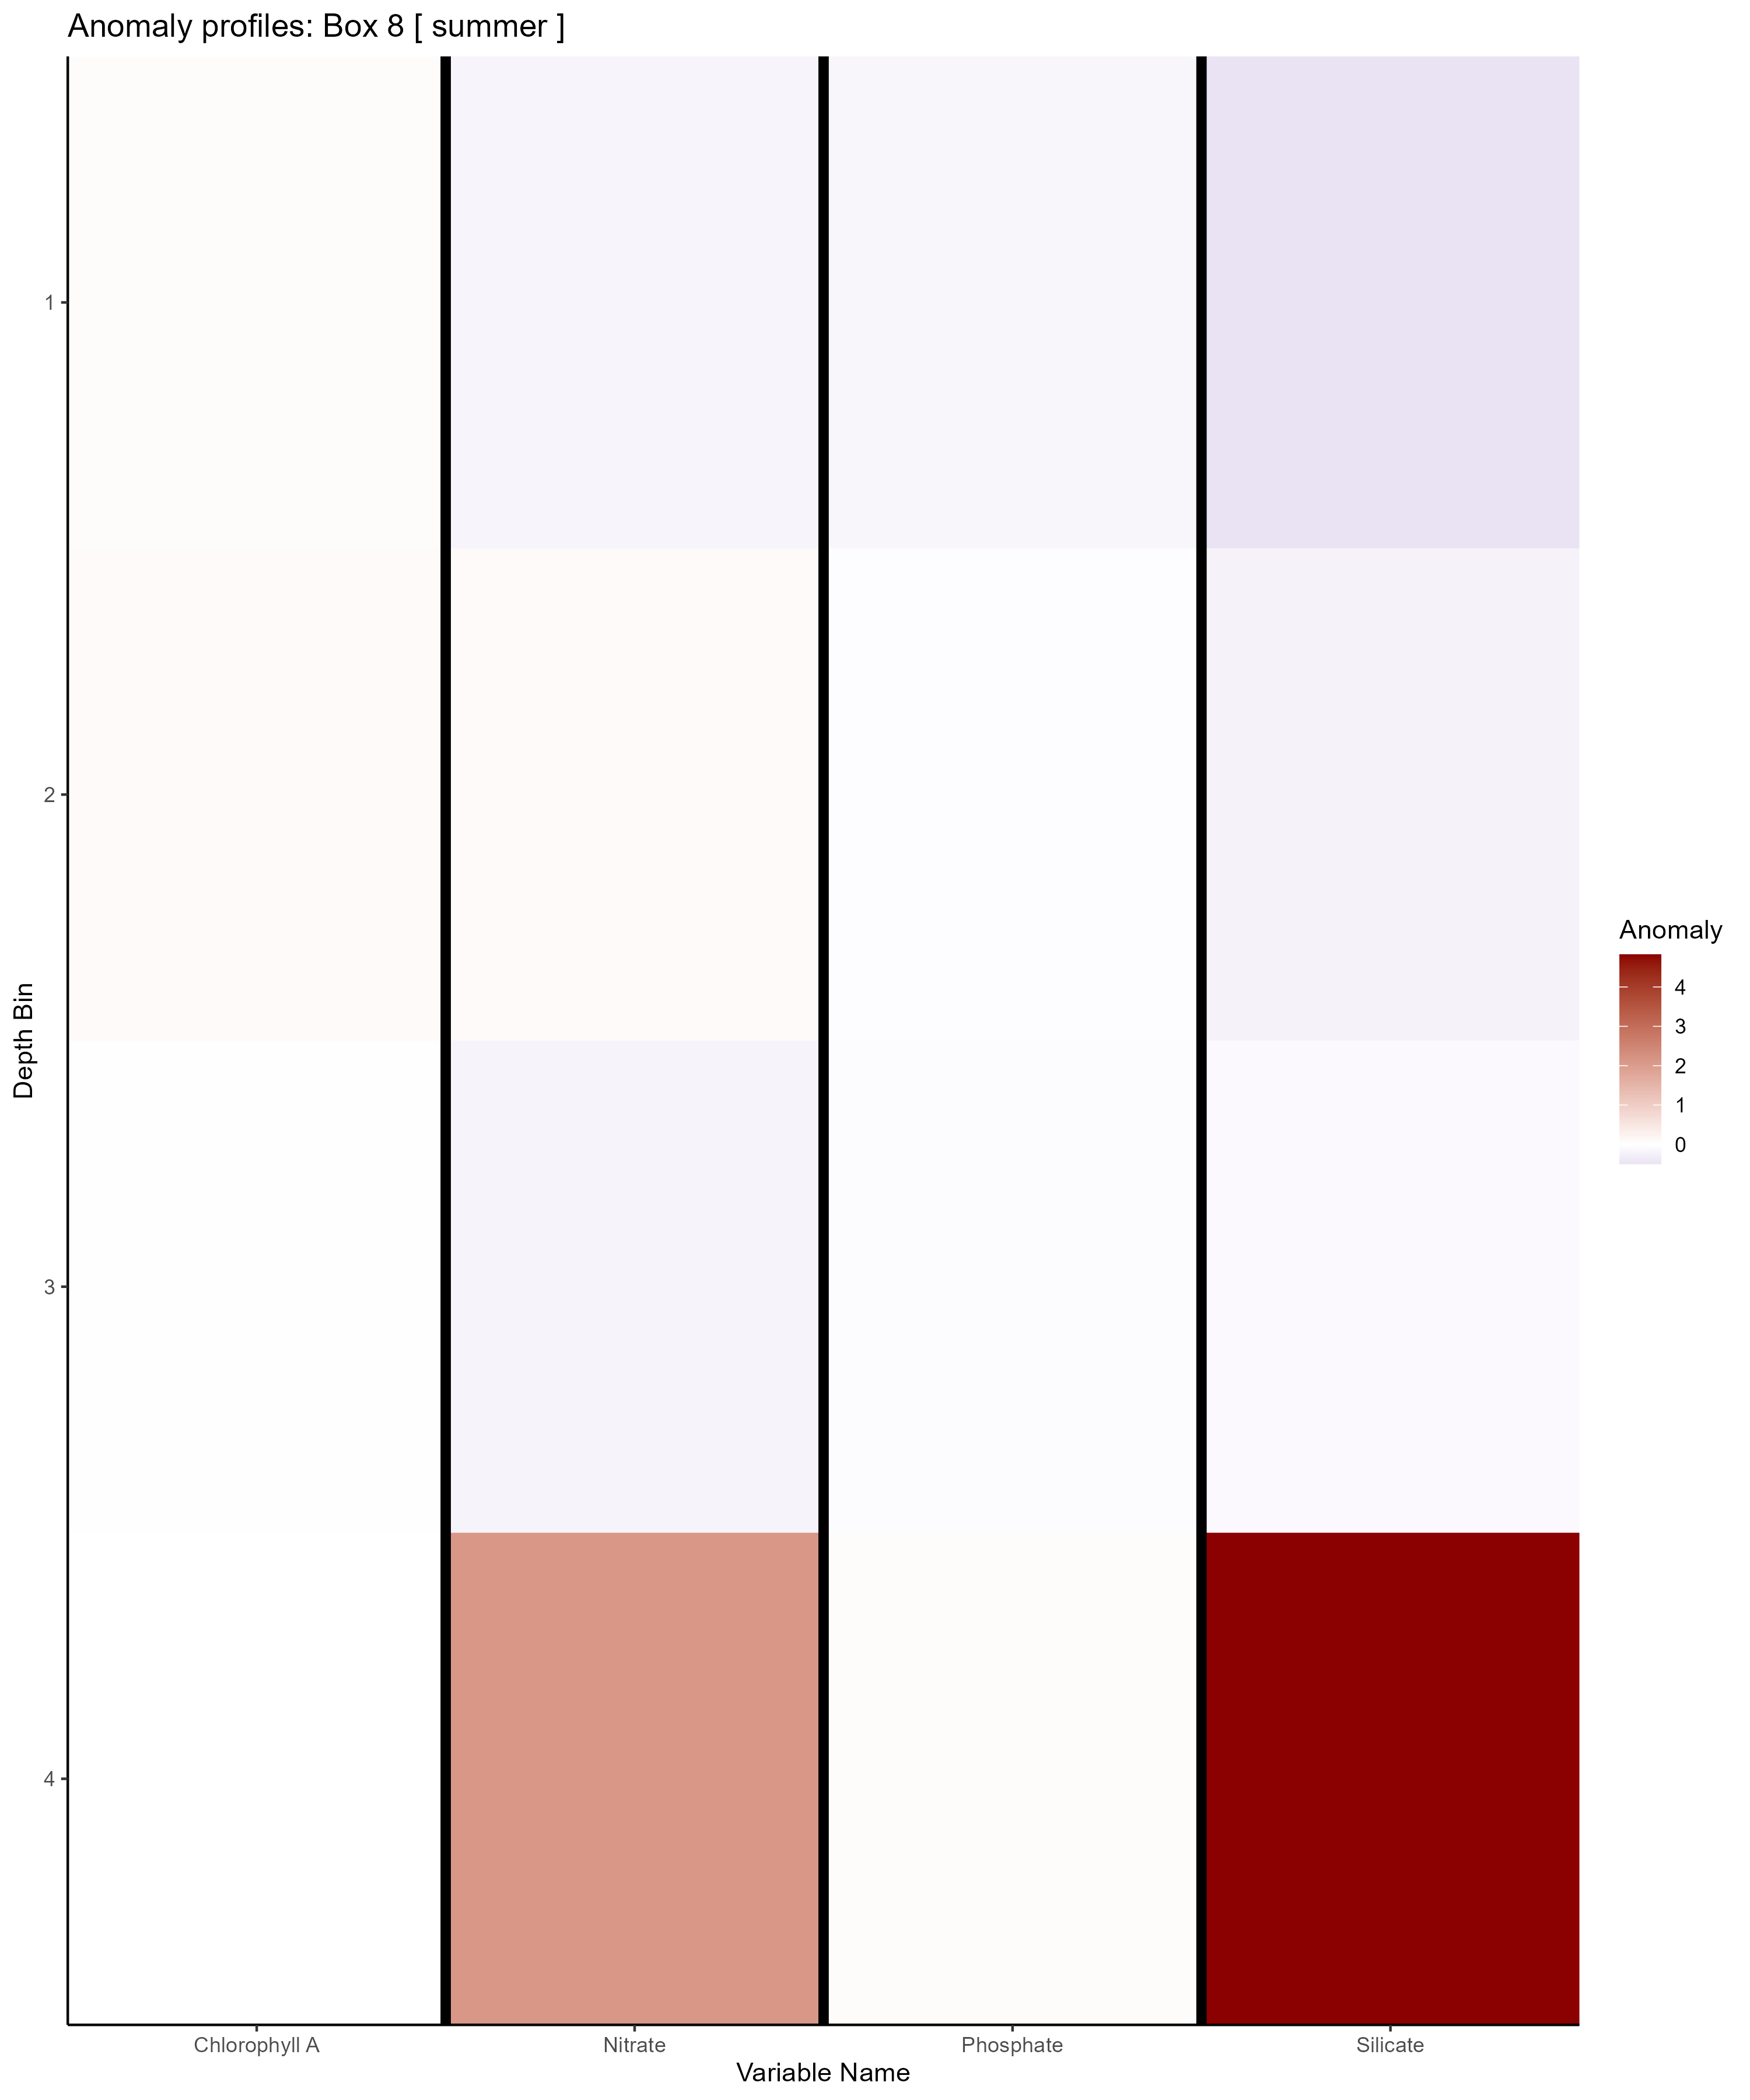 Anomaly profiles: Box 8 [ summer ]
1
2
3
4
Depth Bin
Chlorophyll A
Nitrate
Phosphate
Silicate
Variable Name
Anomaly
4
3
2
1
0